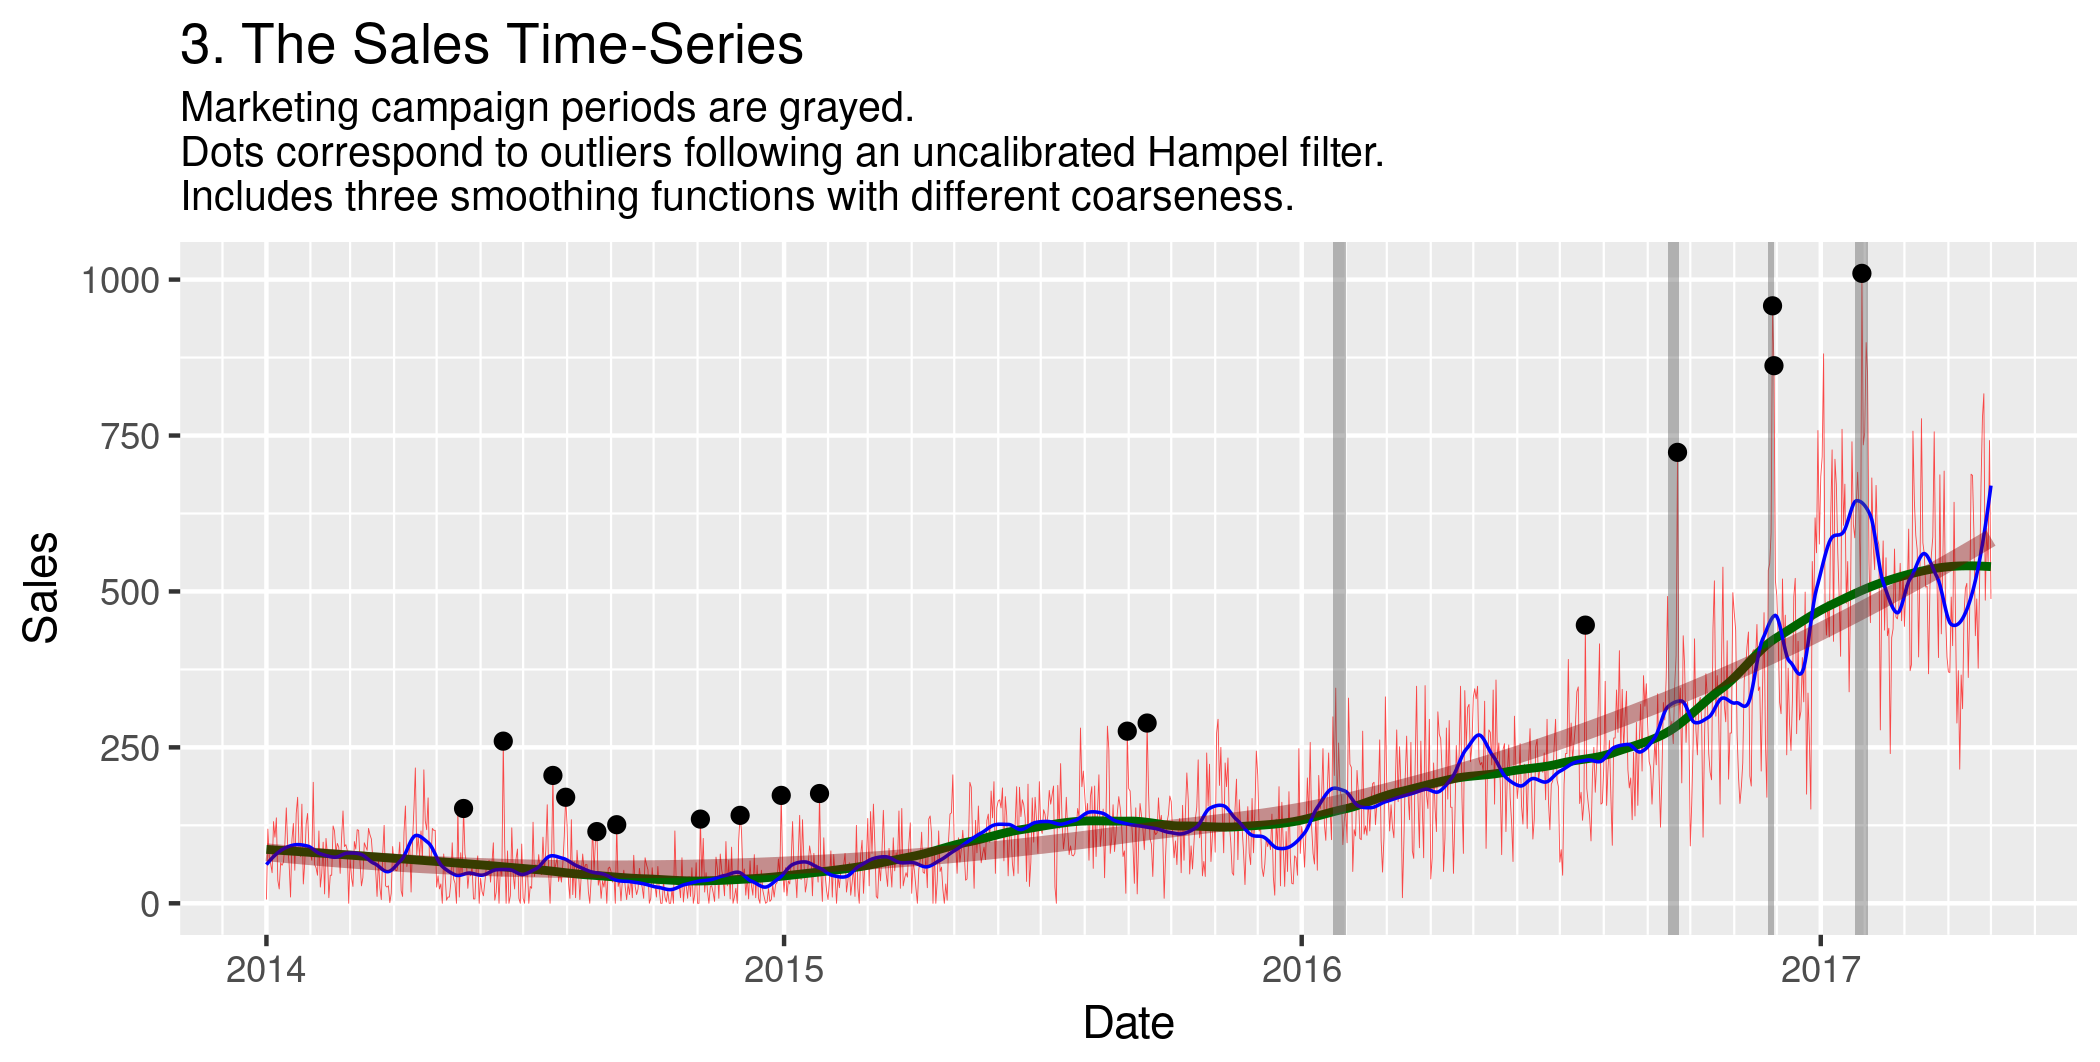 3. The Sales Time-Series
Marketing campaign periods are grayed.
Dots correspond to outliers following an uncalibrated Hampel filter.
Includes three smoothing functions with different coarseness.
1000
750
500
250
0
Sales
2014
2015
2016
2017
Date